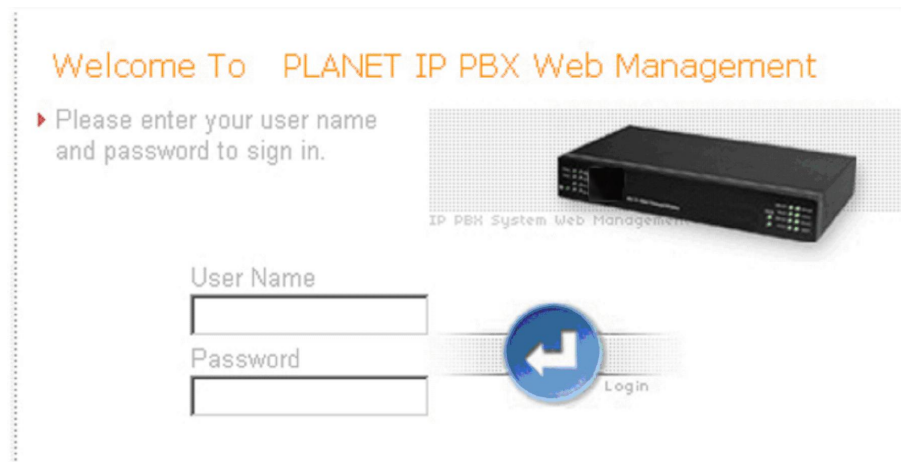 Welcome To PLANET IP PBX Web Management
Please enter your user name
and password to sign in.
IP PBX System Web Management
User Name
Password
Login